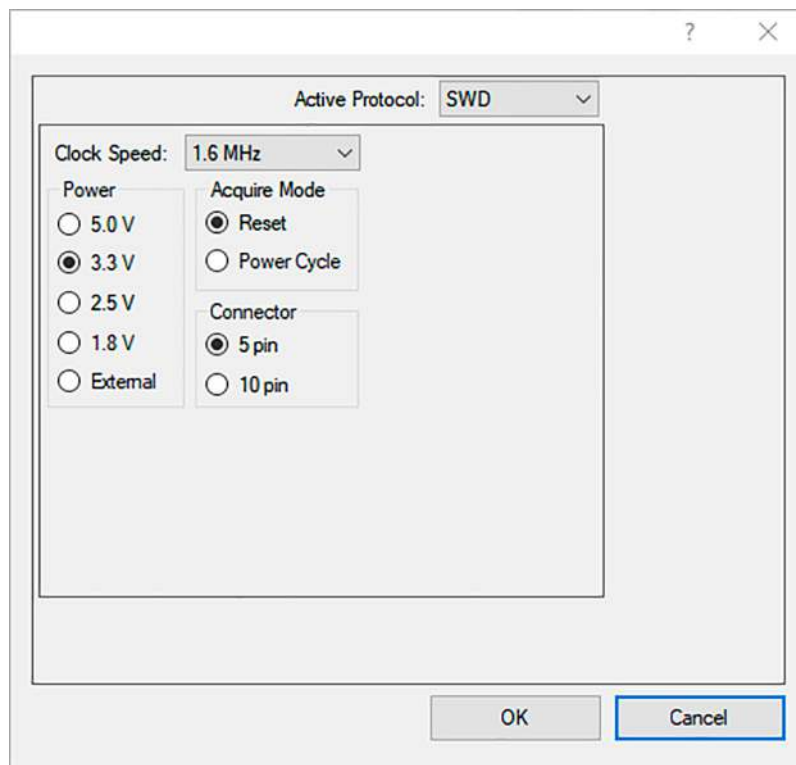 ?
Active Protocol: SWD
Clock Speed: 1.6 MHz
Power
5.0 V
3.3 V
2.5 V
1.8 V
External
Acquire Mode
Reset
Power Cycle
Connector
5 pin
10 pin
OK
Cancel